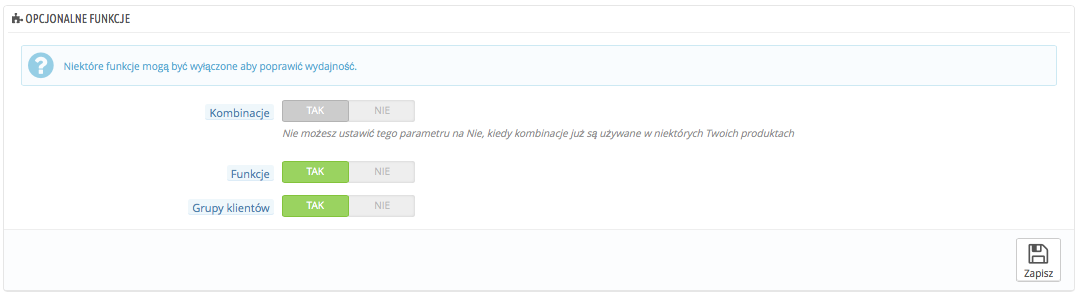 OPCJONALNE FUNKCJE
Niektóre funkcje mogą być wyłączone aby poprawić wydajność.
Kombinacje TAK NIE
Nie możesz ustawić tego parametru na Nie, kiedy kombinacje już są używane w niektórych Twoich produktach
Funkcje TAK NIE
Grupy klientów TAK NIE
Zapisz